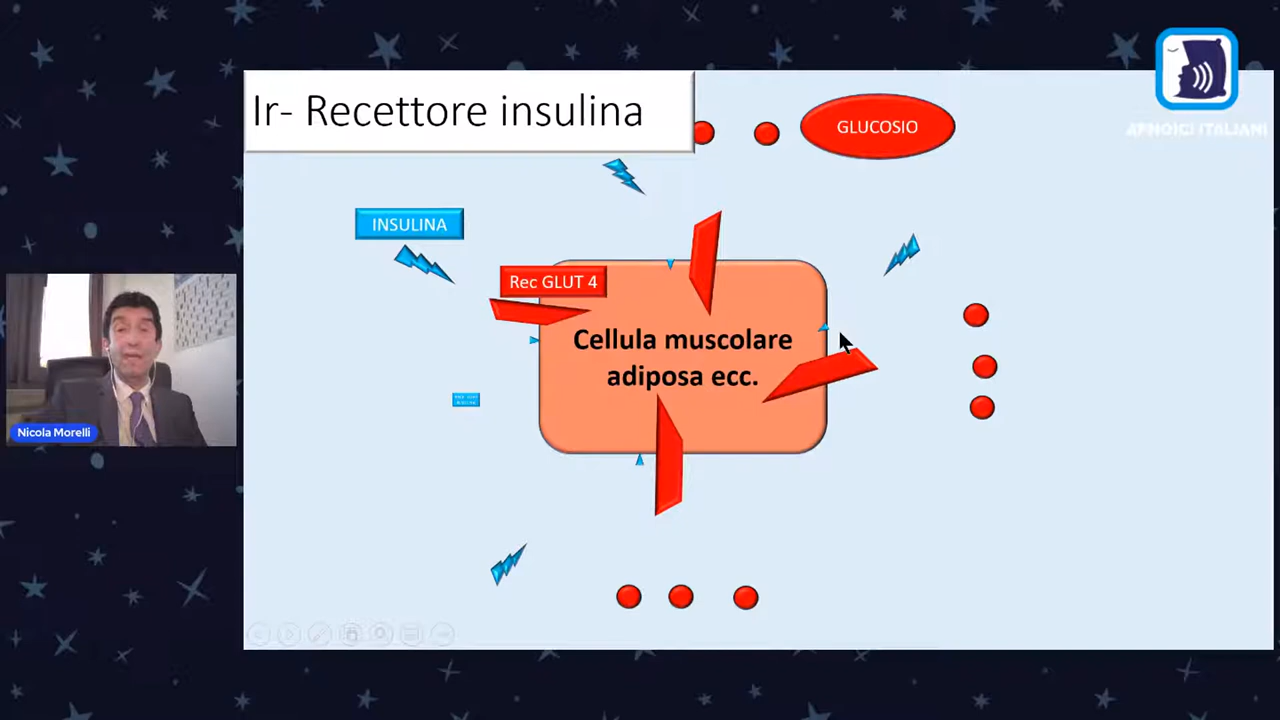 APNOICI ITALIANI
Ir- Recettore insulina
GLUCOSIO
INSULINA
Rec GLUT 4
Cellula muscolare
adiposa ecc.
Nicola Morelli